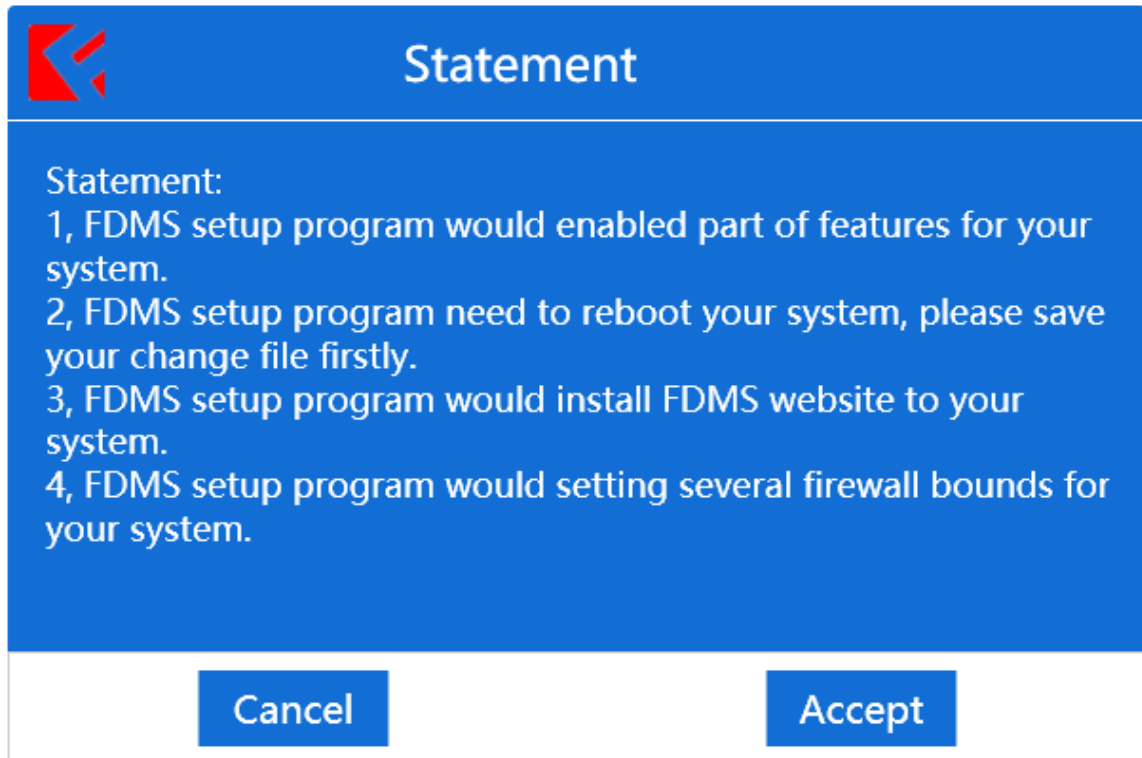 Statement
Statement:
1, FDMS setup program would enabled part of features for your
system.
2, FDMS setup program need to reboot your system, please save
your change file firstly.
3, FDMS setup program would install FDMS website to your
system.
4, FDMS setup program would setting several firewall bounds for
your system.
Cancel
Accept